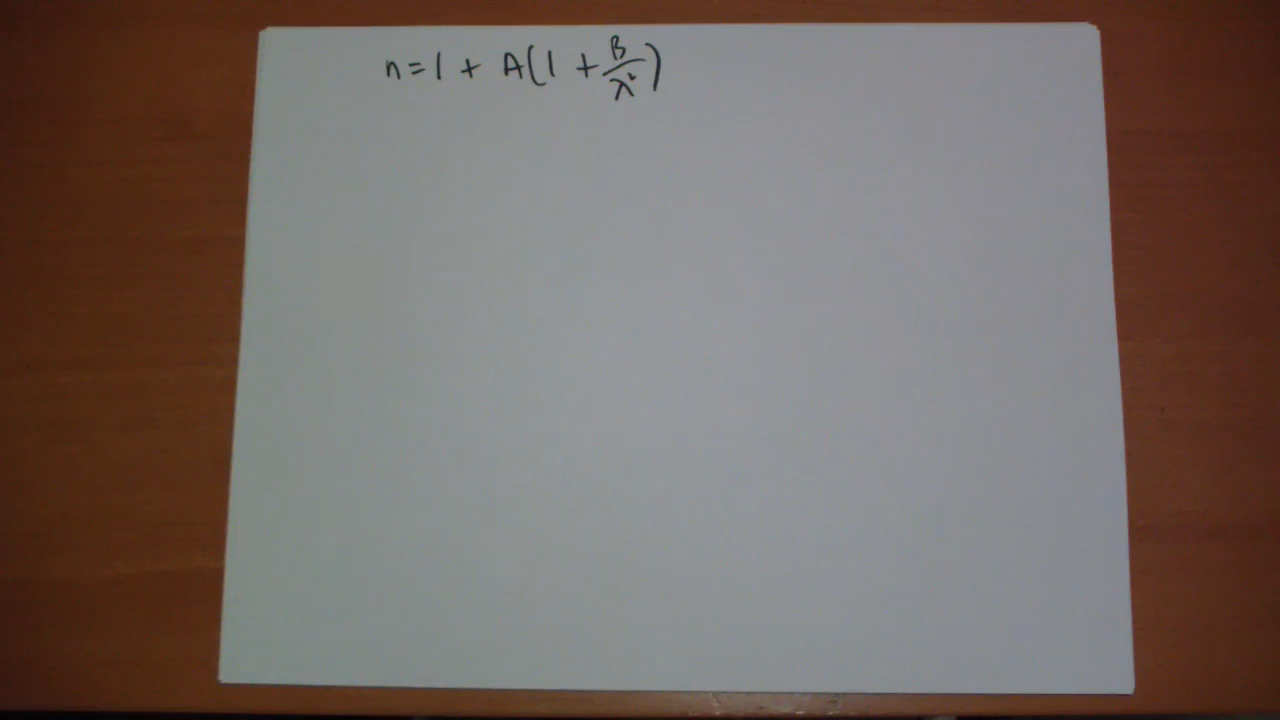 n = 1 + A(1 + B/λ²)